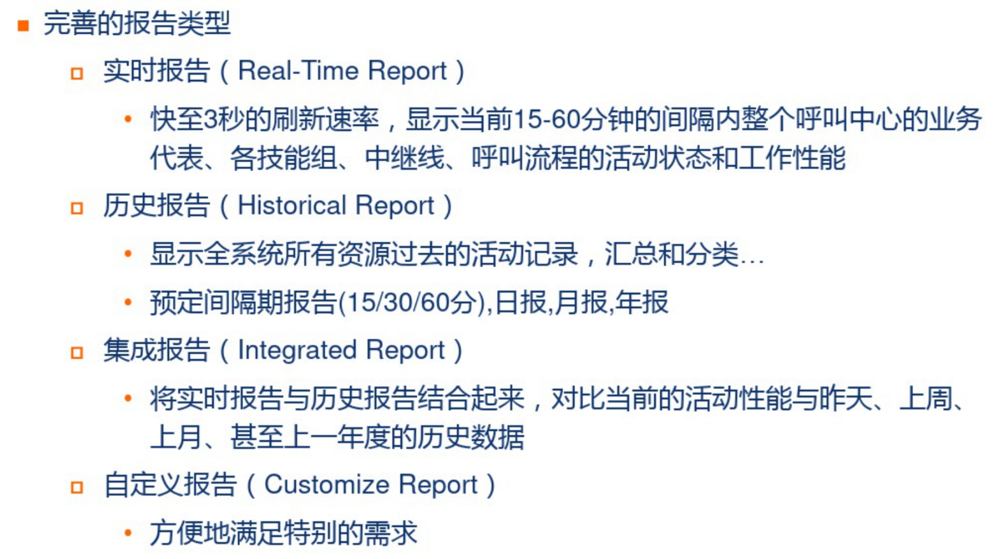 完善的报告类型
实时报告（Real-Time Report）
快至3秒的刷新速率，显示当前15-60分钟的间隔内整个呼叫中心的业务
代表、各技能组、中继线、呼叫流程的活动状态和工作性能
历史报告（Historical Report）
显示全系统所有资源过去的活动记录，汇总和分类…
预定间隔期报告(15/30/60分),日报,月报,年报
集成报告（Integrated Report）
将实时报告与历史报告结合起来，对比当前的活动性能与昨天、上周、
上月、甚至上一年度的历史数据
自定义报告（Customize Report）
方便地满足特别的需求